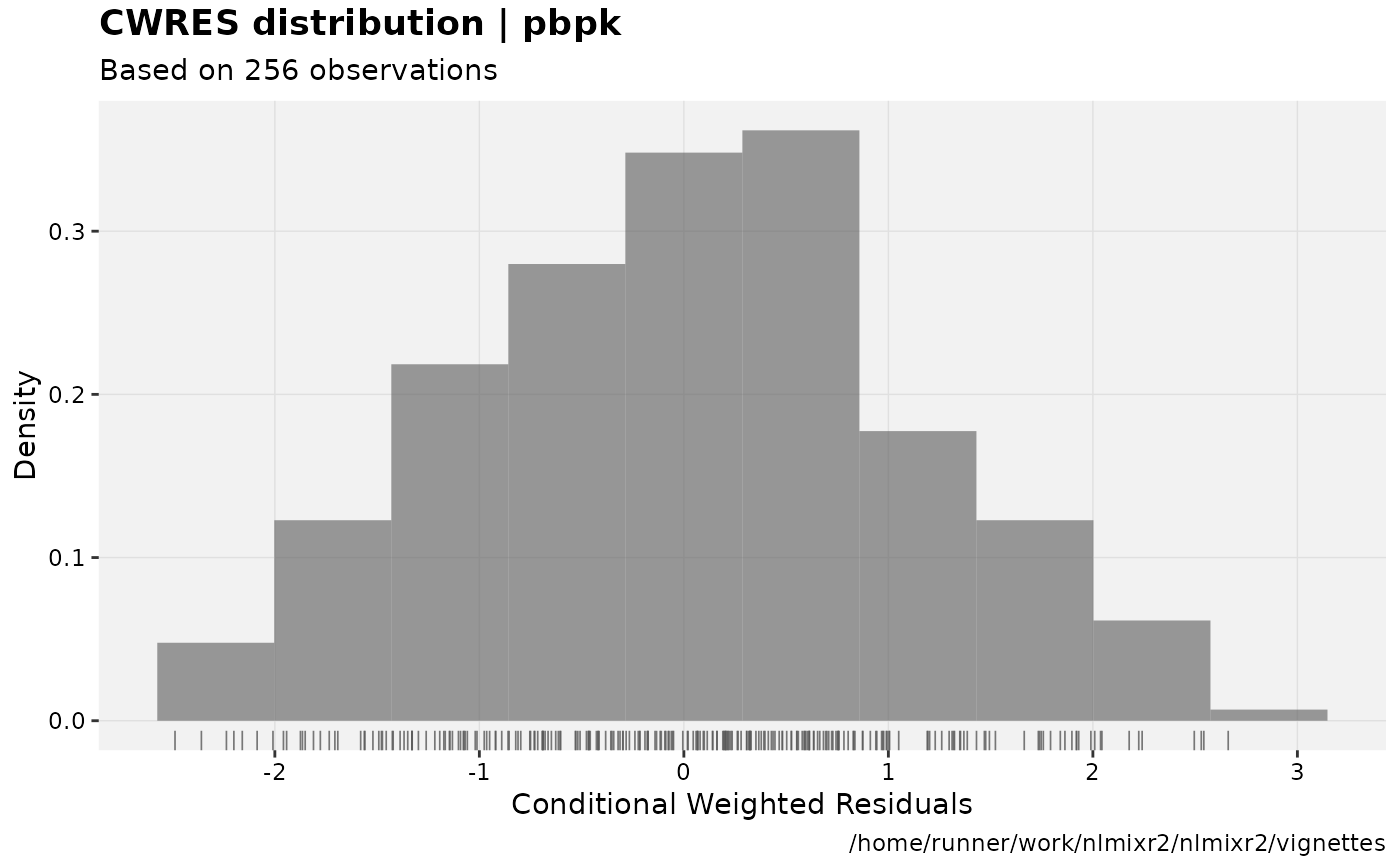 CWRES distribution | pbpk
Based on 256 observations
Density
0.3
0.2
0.1
0.0
-2 -1 0 1 2 3
Conditional Weighted Residuals
/home/runner/work/nlmixr2/nlmixr2/vignettes